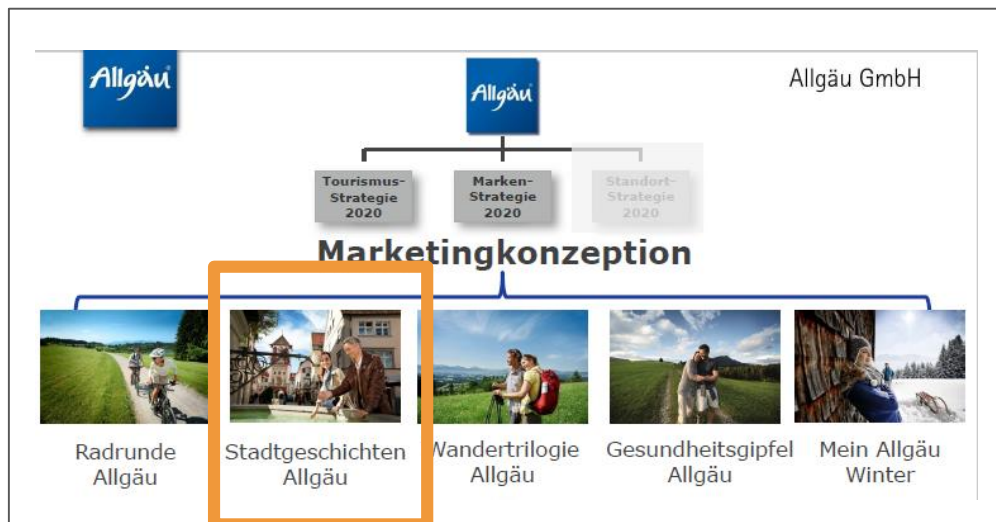 Allgäu
Allgäu
Allgäu GmbH
Tourismus-
Strategie
2020
Marken-
Strategie
2020
Standort-
Strategie
2020
Marketingkonzeption
Radrunde
Allgäu
Stadtgeschichten
Allgäu
Wandertrilogie
Allgäu
Gesundheitsgipfel
Allgäu
Mein Allgäu
Winter